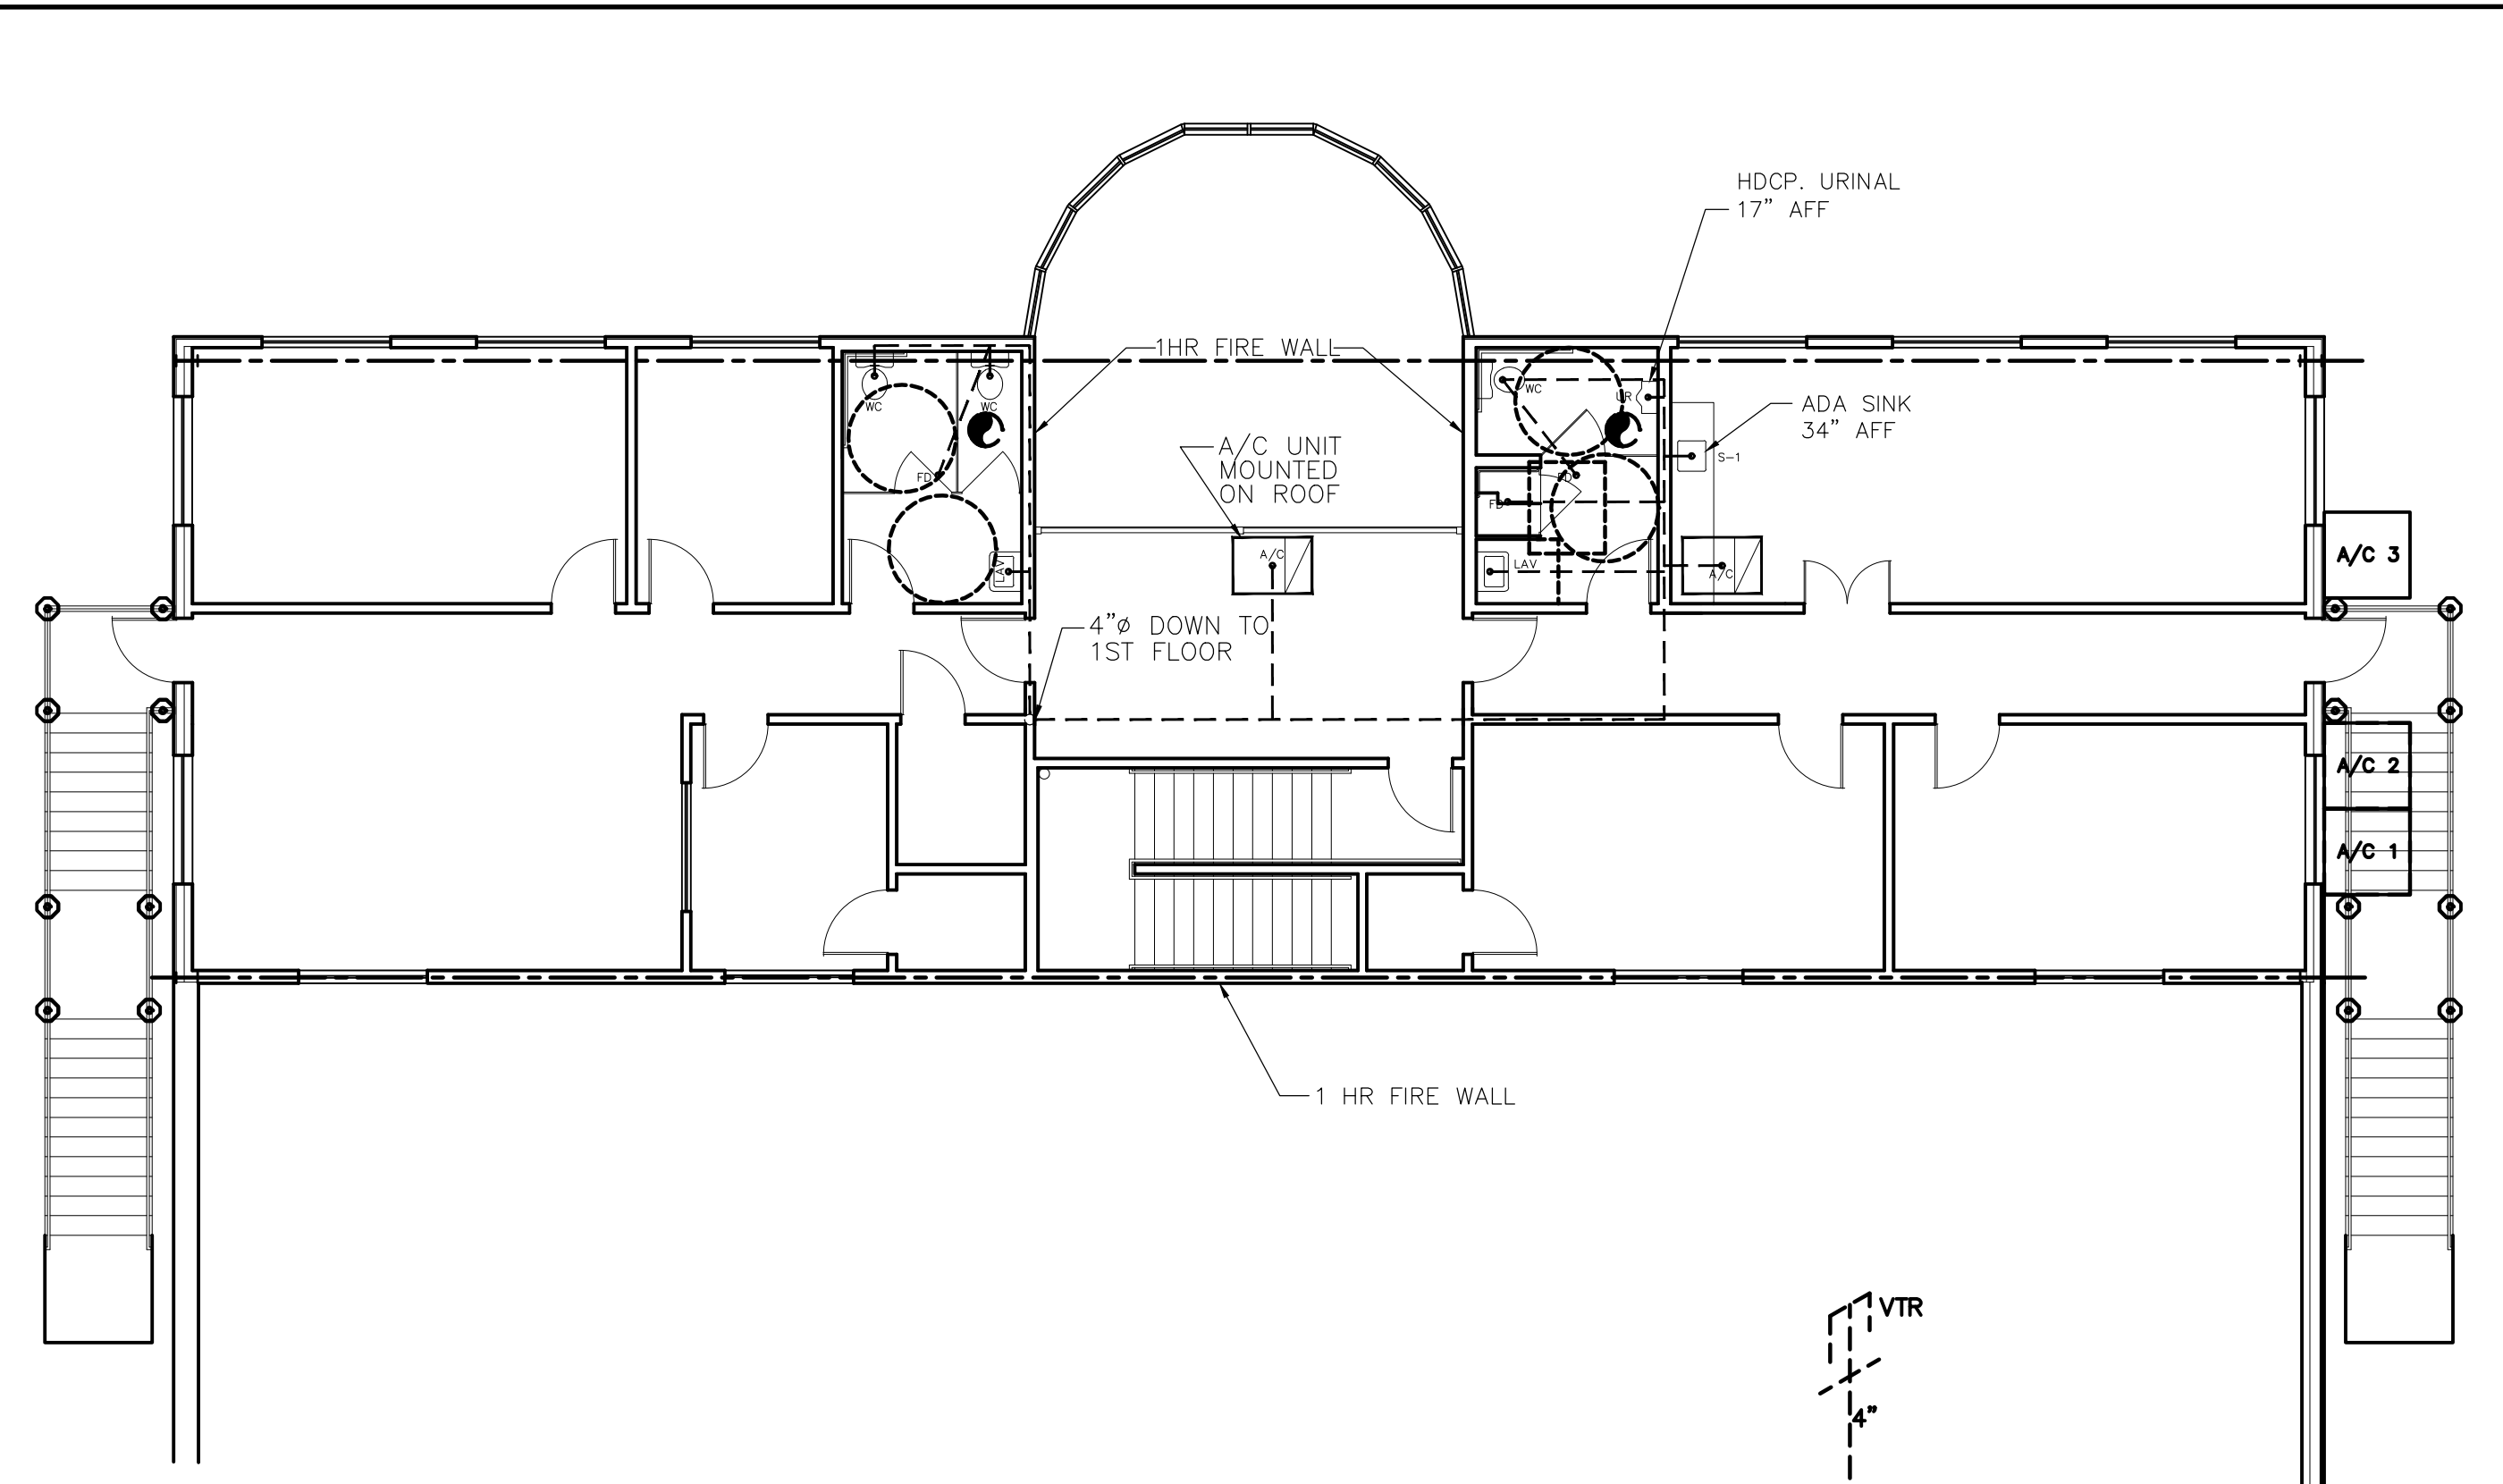 HDCP. URINAL
17" AFF
1HR FIRE WALL
WC
WC
WC
UR
ADA SINK
34" AFF
A/C UNIT
MOUNTED
ON ROOF
S-1
FD
FD
FD
A/C
LAV
LAV
A/C
A/C 3
4"ø DOWN TO
1ST FLOOR
A/C 2
A/C 1
1 HR FIRE WALL
VTR
4"